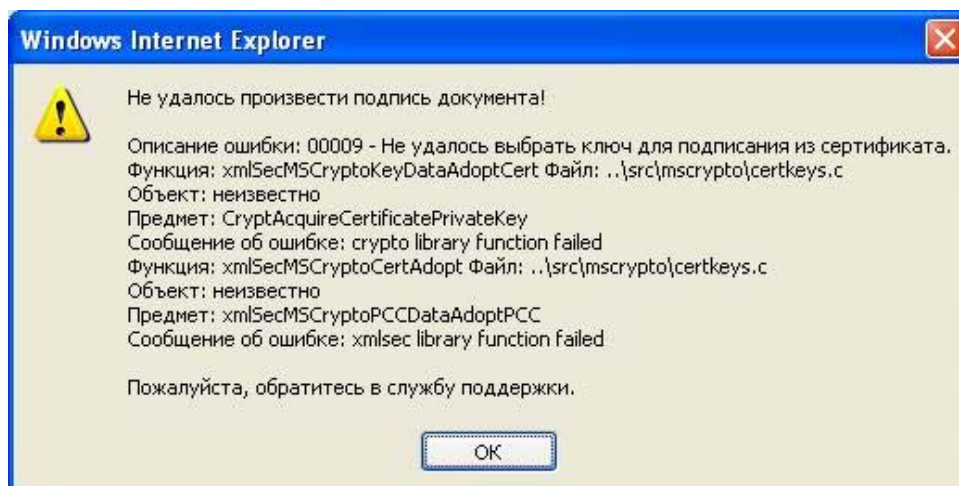 Windows Internet Explorer
Не удалось произвести подпись документа!
Описание ошибки: 00009 - Не удалось выбрать ключ для подписания из сертификата.
Функция: xmlSecMSCryptoKeyDataAdoptCert Файл: ..\src\mscrypto\certkeys.c
Объект: неизвестно
Предмет: CryptAcquireCertificatePrivateKey
Сообщение об ошибке: crypto library function failed
Функция: xmlSecMSCryptoCertAdopt Файл: ..\src\mscrypto\certkeys.c
Объект: неизвестно
Предмет: xmlSecMSCryptoPCCDataAdoptPCC
Сообщение об ошибке: xmlsec library function failed
Пожалуйста, обратитесь в службу поддержки.
ОК